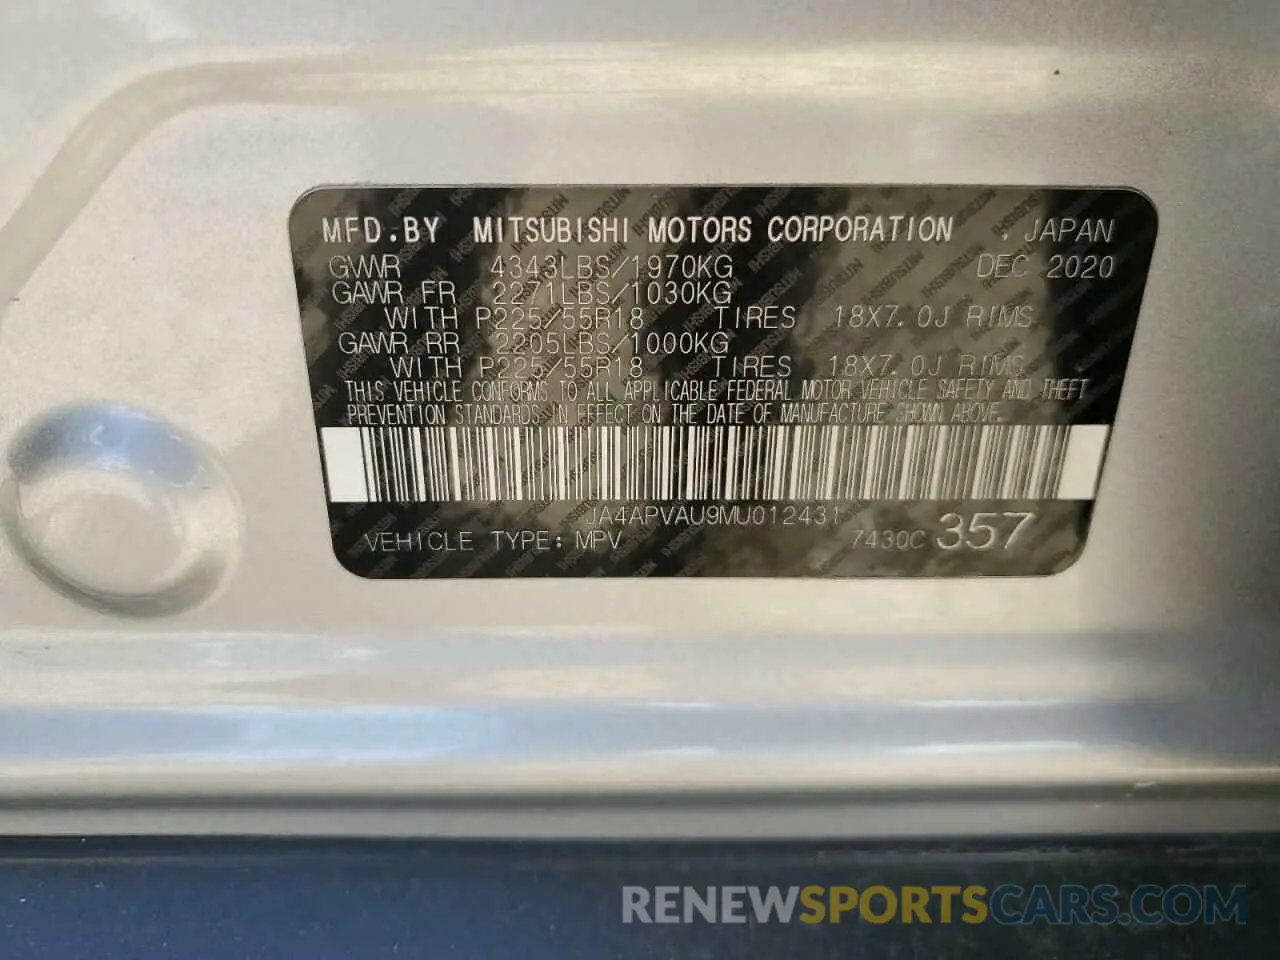 MFD.BY MITSUBISHI MOTORS CORPORATION , JAPAN
GVWR 4343LBS/1970KG DEC 2020
GAWR FR 2271LBS/1030KG
WITH P225/55R18 TIRES 18X7.0J RIMS
GAWR RR 2205LBS/1000KG
WITH P225/55R18 TIRES 18X7.0J RIMS
THIS VEHICLE CONFORMS TO ALL APPLICABLE FEDERAL MOTOR VEHICLE SAFETY AND THEFT
PREVENTION STANDARDS IN EFFECT ON THE DATE OF MANUFACTURE SHOWN ABOVE.
JA4APVAU9MU012431
VEHICLE TYPE: MPV 7430C 357
RENEWSPORTSCARS.COM